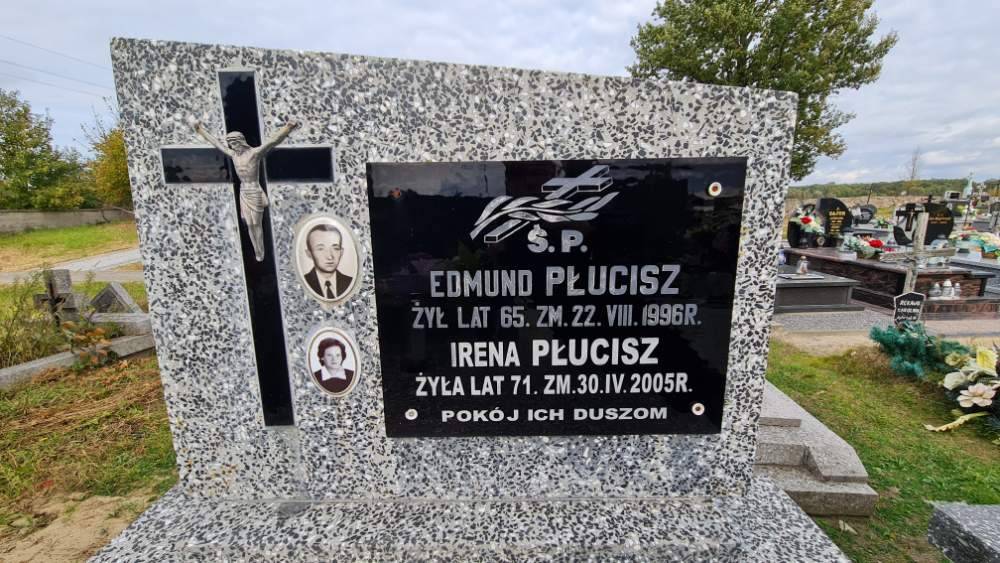 Ś. P.
EDMUND PŁUCISZ
ŻYŁ LAT 65. ZM. 22. VIII. 1996R.
IRENA PŁUCISZ
ŻYŁA LAT 71. ZM. 30. IV. 2005R.
POKÓJ ICH DUSZOM